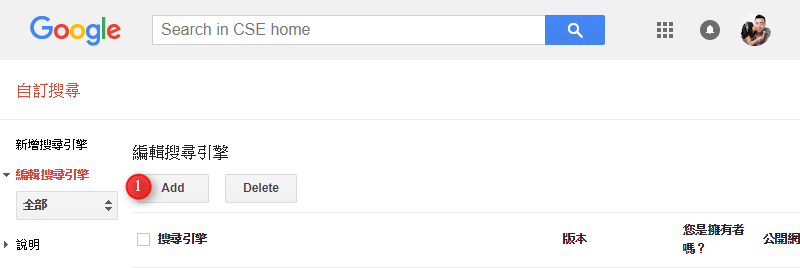 Google
Search in CSE home
自訂搜尋
新增搜尋引擎
編輯搜尋引擎
全部
說明
編輯搜尋引擎
1
Add
Delete
搜尋引擎
版本
您是擁有者
嗎？
公開網